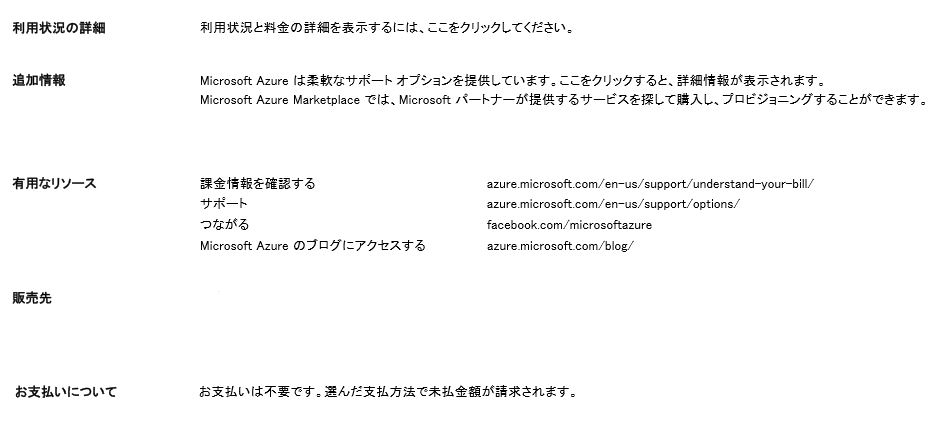 利用状況の詳細 利用状況と料金の詳細を表示するには、ここをクリックしてください。
追加情報 Microsoft Azure は柔軟なサポート オプションを提供しています。ここをクリックすると、詳細情報が表示されます。
Microsoft Azure Marketplace では、Microsoft パートナーが提供するサービスを探して購入し、プロビジョニングすることができます。
有用なリソース 課金情報を確認する azure.microsoft.com/en-us/support/understand-your-bill/
サポート azure.microsoft.com/en-us/support/options/
つながる facebook.com/microsoftazure
Microsoft Azure のブログにアクセスする azure.microsoft.com/blog/
販売先
お支払いについて お支払いは不要です。選んだ支払方法で未払金額が請求されます。